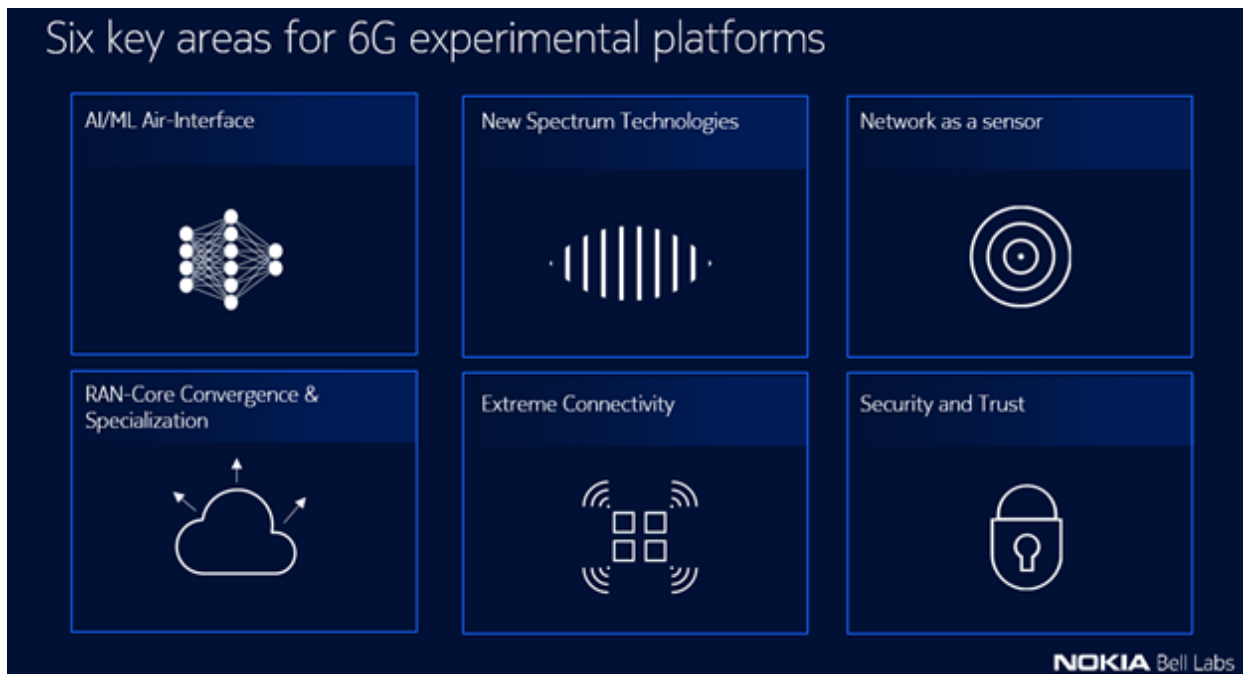 Six key areas for 6G experimental platforms
AI/ML Air-Interface
New Spectrum Technologies
Network as a sensor
RAN-Core Convergence &
Specialization
Extreme Connectivity
Security and Trust
NOKIA Bell Labs